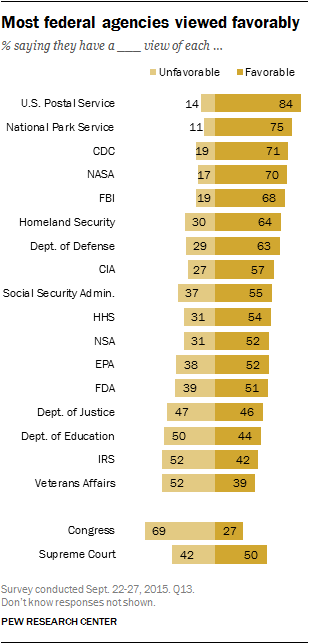 Most federal agencies viewed favorably
% saying they have a ____ view of each ...
Unfavorable Favorable
U.S. Postal Service 14 84
National Park Service 11 75
CDC 19 71
NASA 17 70
FBI 19 68
Homeland Security 30 64
Dept. of Defense 29 63
CIA 27 57
Social Security Admin. 37 55
HHS 31 54
NSA 31 52
EPA 38 52
FDA 39 51
Dept. of Justice 47 46
Dept. of Education 50 44
IRS 52 42
Veterans Affairs 52 39
Congress 69 27
Supreme Court 42 50
Survey conducted Sept. 22-27, 2015. Q13.
Don't know responses not shown.
PEW RESEARCH CENTER